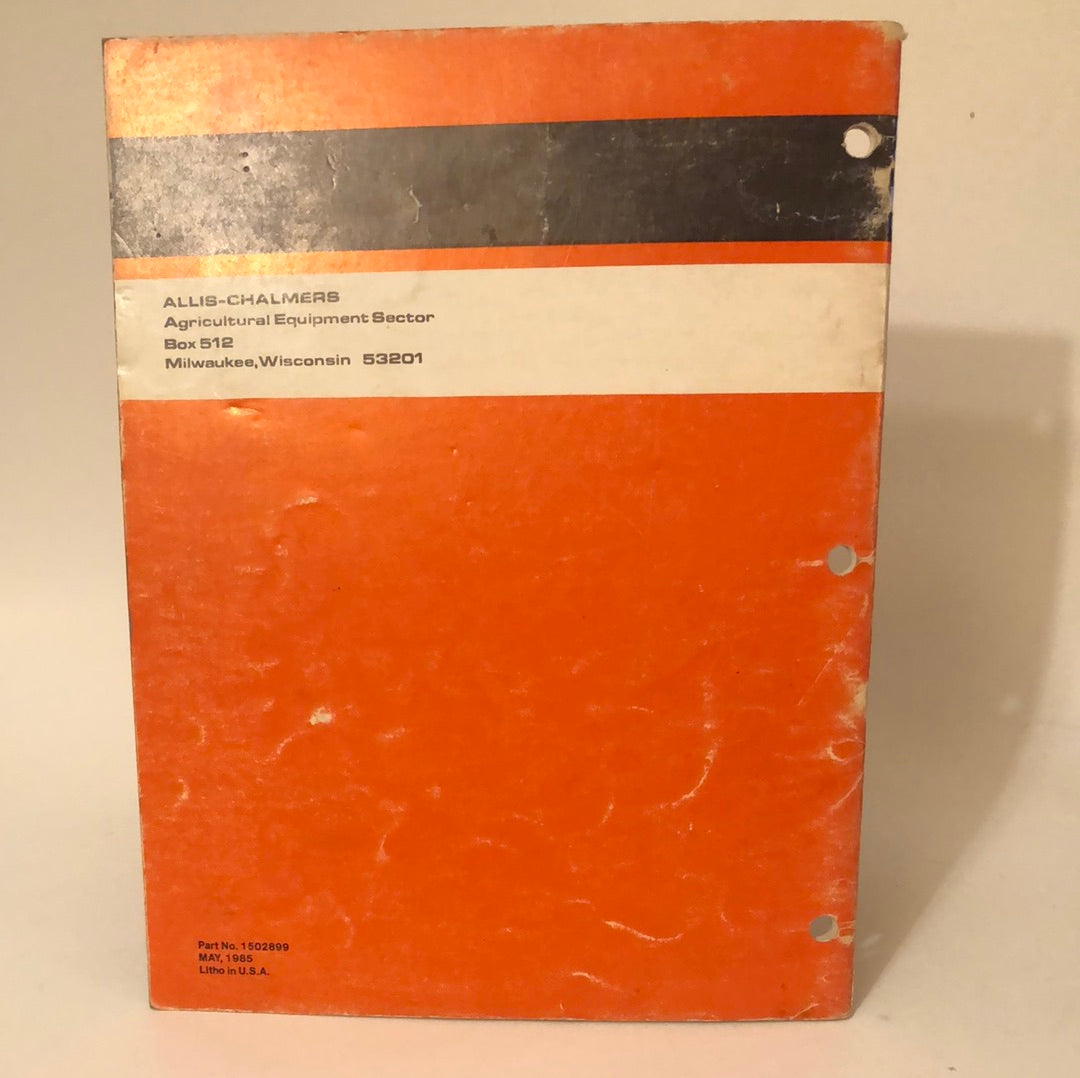 ALLIS-CHALMERS
Agricultural Equipment Sector
Box 512
Milwaukee, Wisconsin 53201
Part No. 1502899
MAY, 1985
Litho in U.S.A.